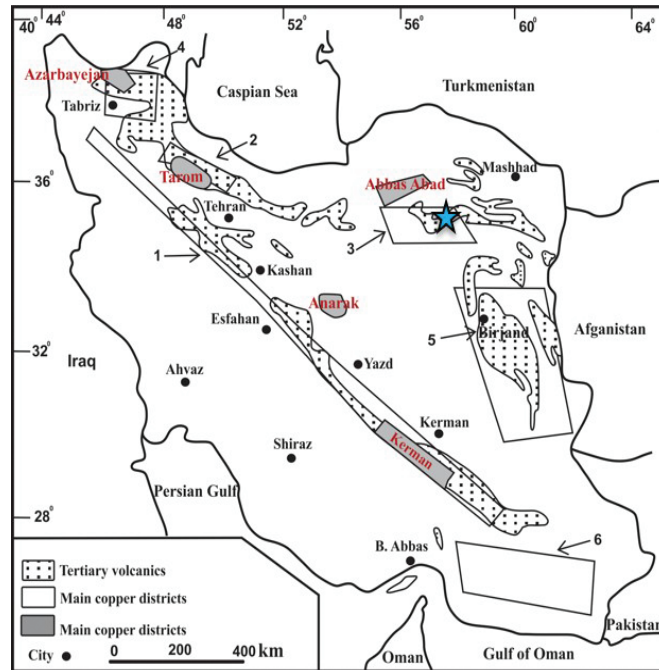 40° 44° 48° 52° 56° 60° 64°
4
Azarbayejan
Caspian Sea
Turkmenistan
Tabriz
2
Mashhad
36°
Tarom
Abbas Abad
Tehran
3
1
Kashan
Anarak
5
Birjand
Afganistan
Esfahan
32°
Iraq
Yazd
Ahvaz
Kerman
Kerman
Shiraz
Persian Gulf
28°
6
B. Abbas
Tertiary volcanics
Main copper districts
Main copper districts
Pakistan
City 0 200 400 km
Oman
Gulf of Oman